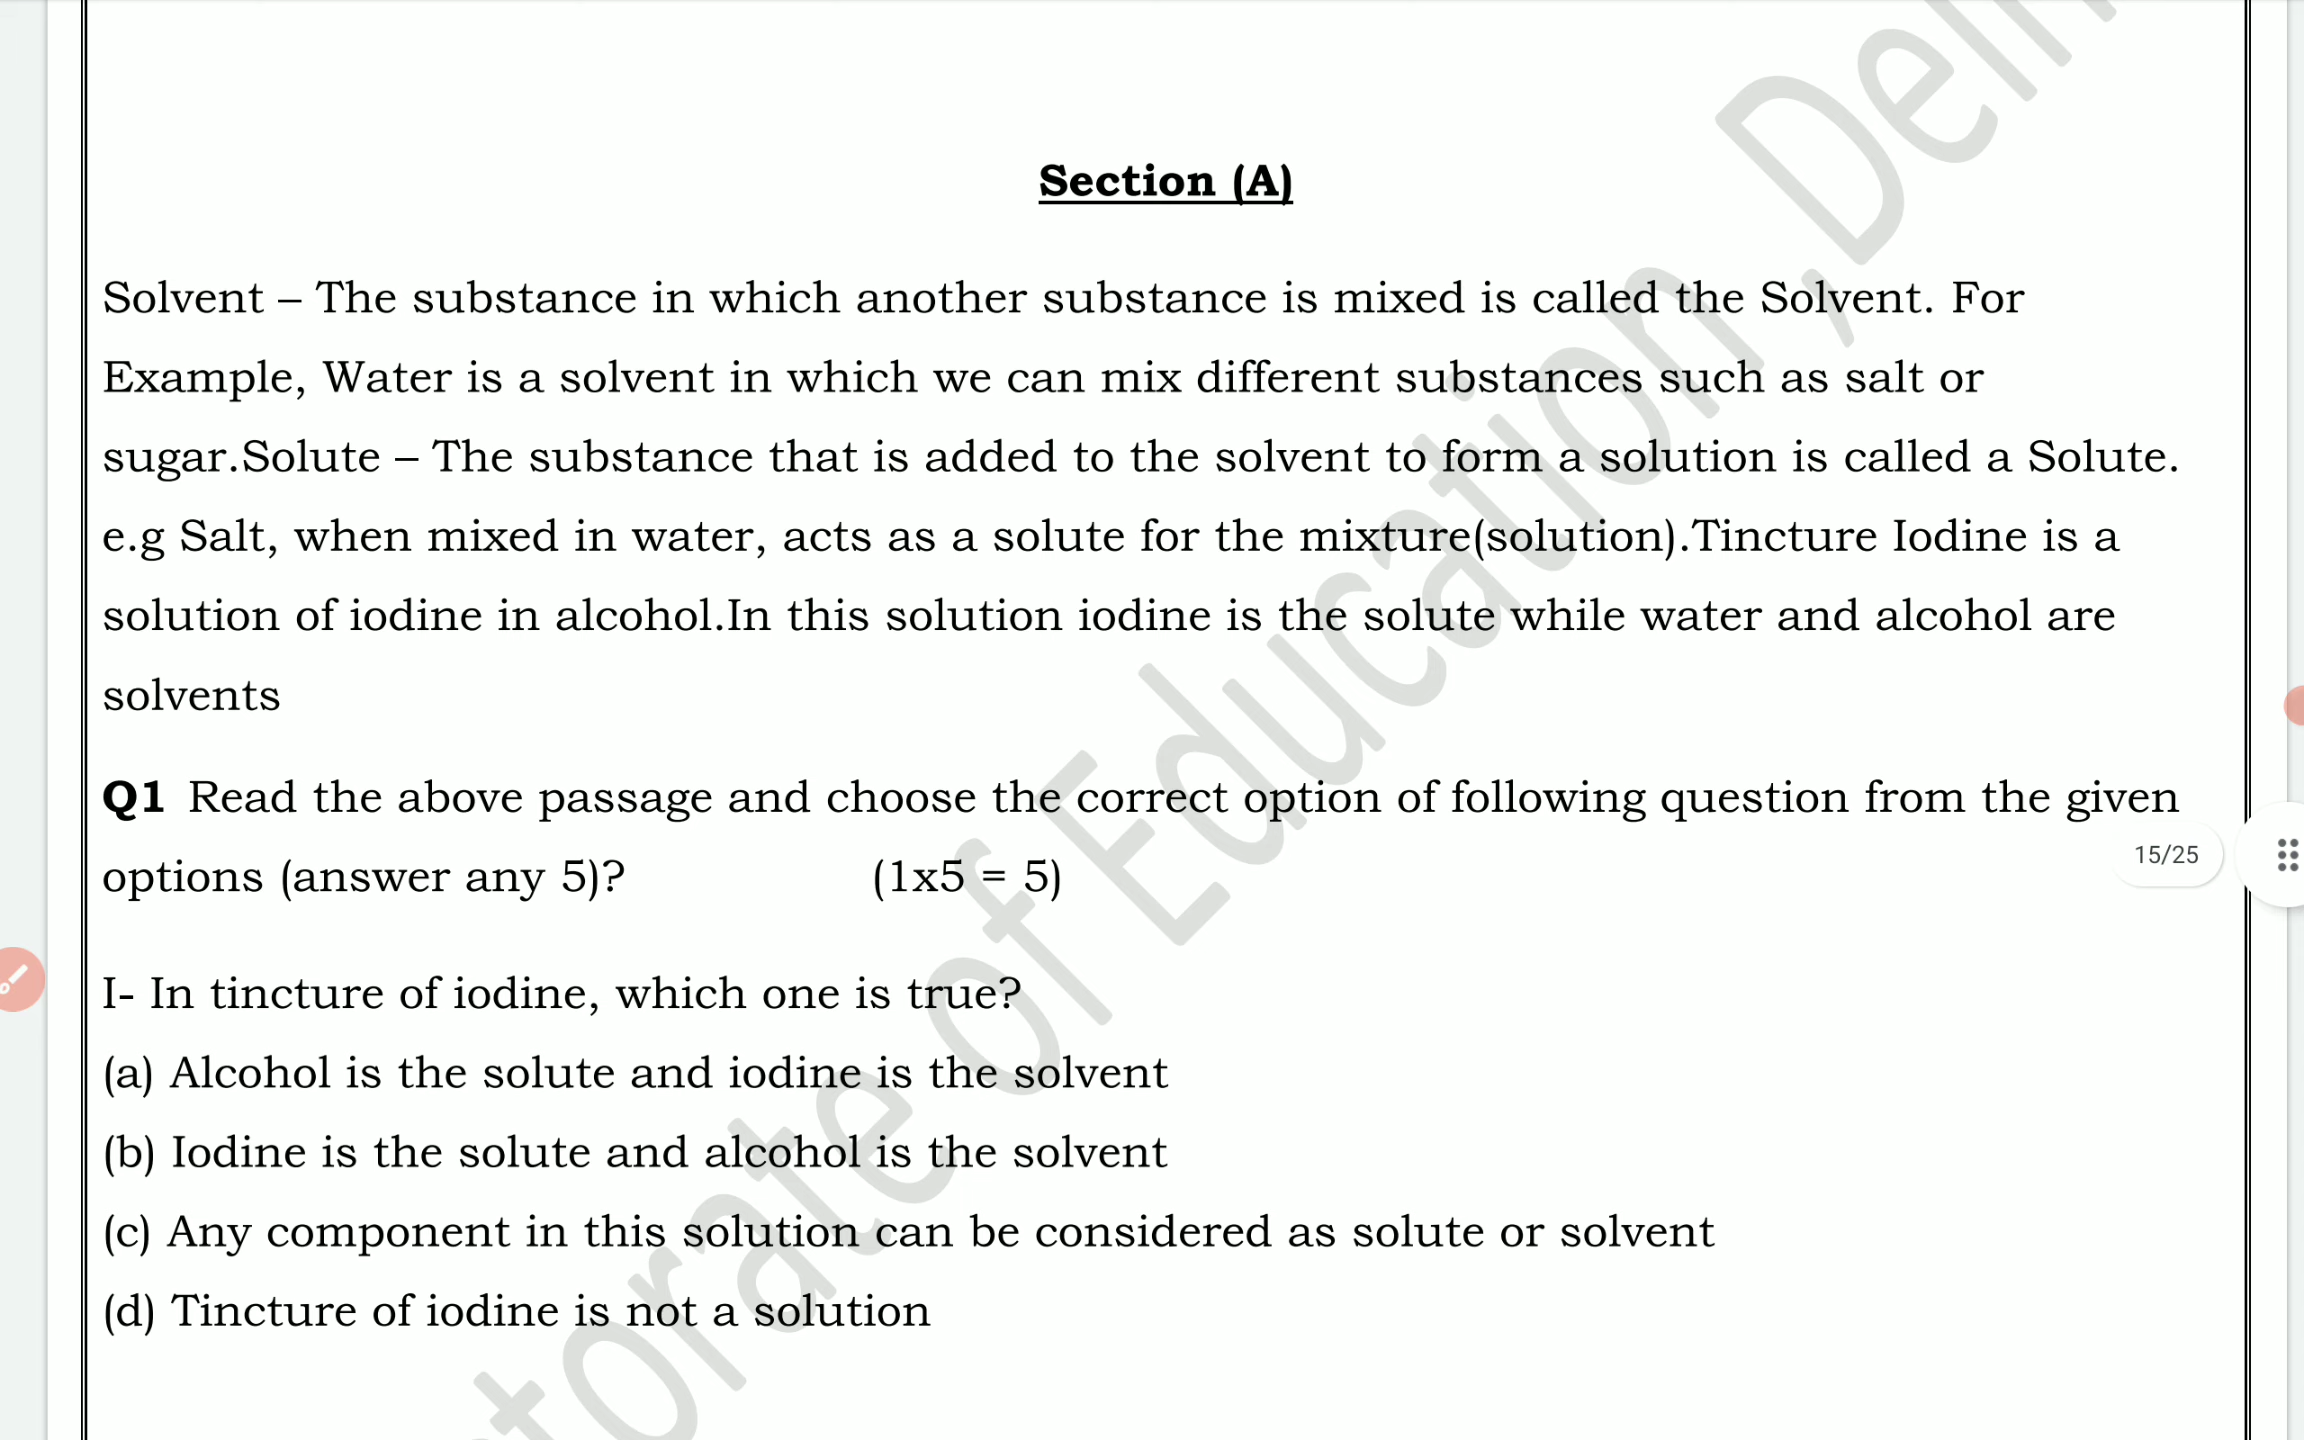 Section (A)
Solvent – The substance in which another substance is mixed is called the Solvent. For
Example, Water is a solvent in which we can mix different substances such as salt or
sugar.Solute – The substance that is added to the solvent to form a solution is called a Solute.
e.g Salt, when mixed in water, acts as a solute for the mixture(solution).Tincture Iodine is a
solution of iodine in alcohol.In this solution iodine is the solute while water and alcohol are
solvents
Q1 Read the above passage and choose the correct option of following question from the given
options (answer any 5)? (1x5 = 5)
15/25
I- In tincture of iodine, which one is true?
(a) Alcohol is the solute and iodine is the solvent
(b) Iodine is the solute and alcohol is the solvent
(c) Any component in this solution can be considered as solute or solvent
(d) Tincture of iodine is not a solution
torate of Education ,Delh